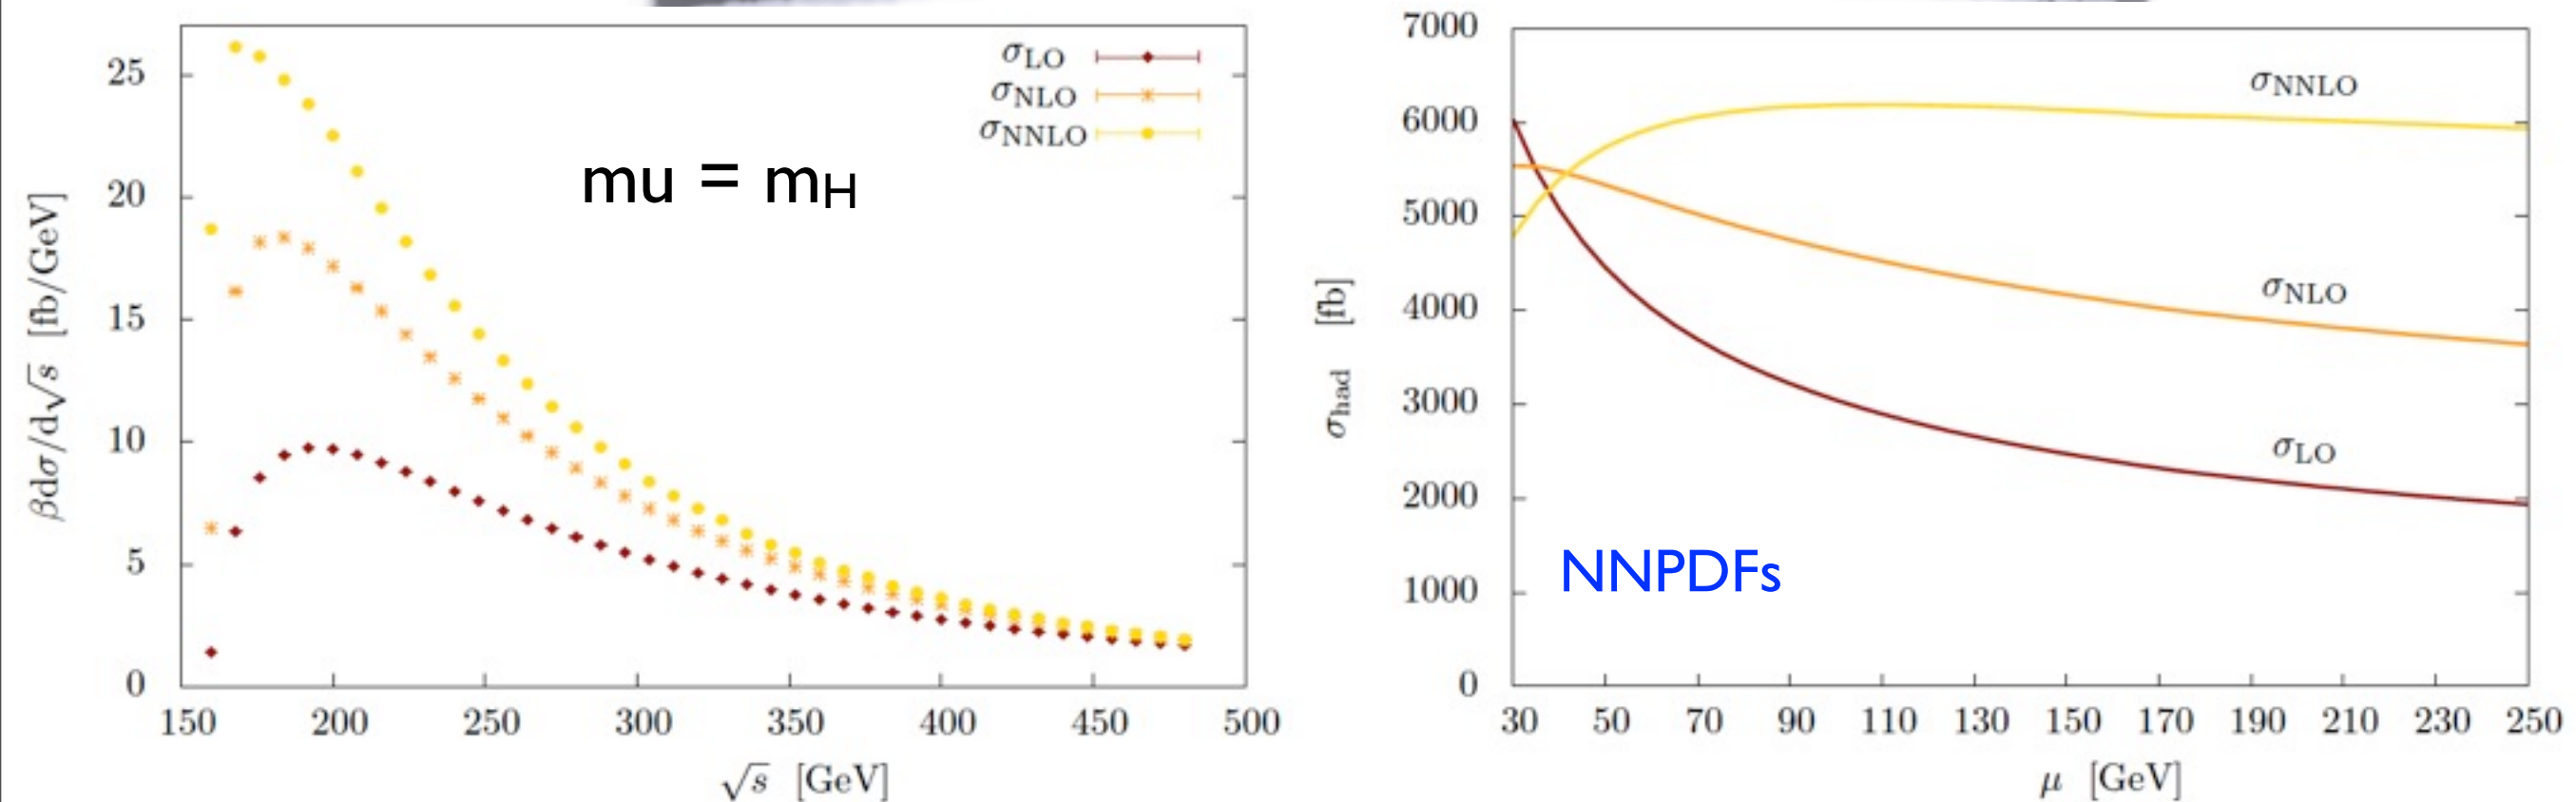 σLO
σNLO
σNNLO
mu = mH
βdσ/d√s [fb/GeV]
25
20
15
10
5
0
150 200 250 300 350 400 450 500
√s [GeV]
σhad [fb]
7000
6000
5000
4000
3000
2000
1000
0
σNNLO
σNLO
σLO
NNPDFs
30 50 70 90 110 130 150 170 190 210 230 250
μ [GeV]